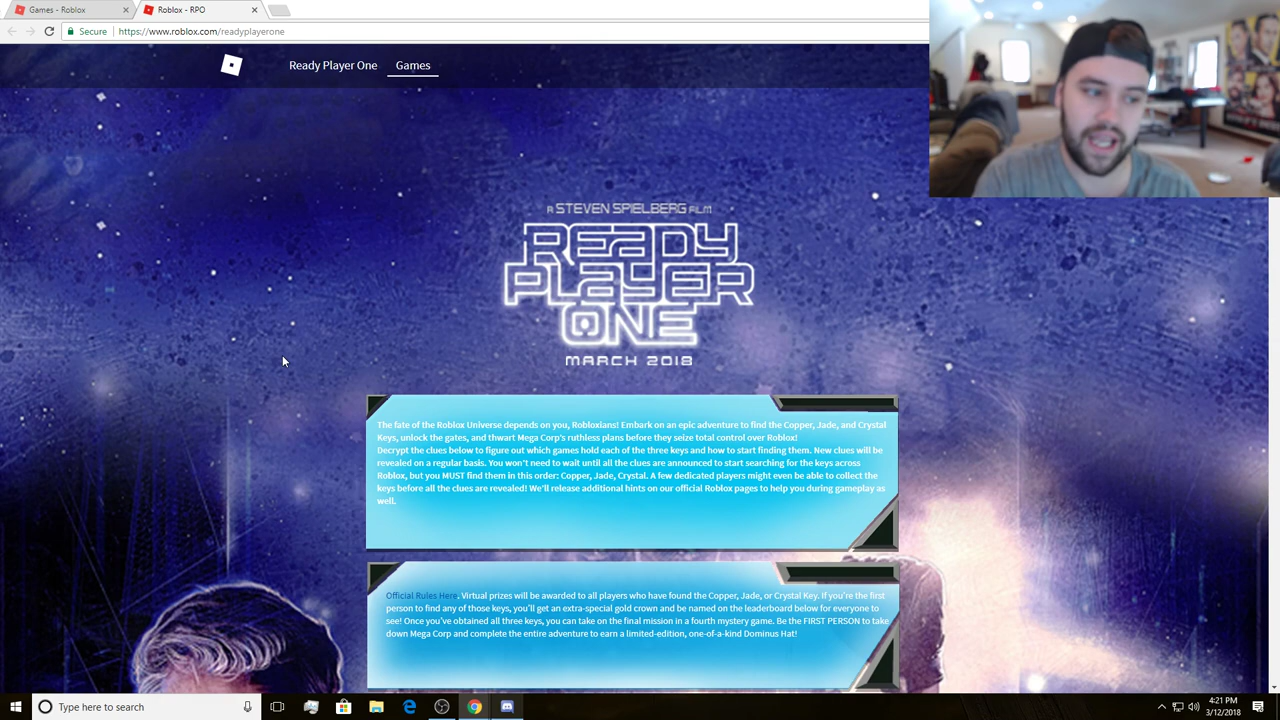 Games - Roblox
Roblox - RPO
Secure https://www.roblox.com/readyplayerone
Ready Player One Games
A STEVEN SPIELBERG FILM
READY
PLAYER
ONE
MARCH 2018
The fate of the Roblox Universe depends on you, Robloxians! Embark on an epic adventure to find the Copper, Jade, and Crystal
Keys, unlock the gates, and thwart Mega Corp's ruthless plans before they seize total control over Roblox!
Decrypt the clues below to figure out which games hold each of the three keys and how to start finding them. New clues will be
revealed on a regular basis. You won't need to wait until all the clues are announced to start searching for the keys across
Roblox, but you MUST find them in this order: Copper, Jade, Crystal. A few dedicated players might even be able to collect the
keys before all the clues are revealed! We'll release additional hints on our official Roblox pages to help you during gameplay as
well.
Official Rules Here. Virtual prizes will be awarded to all players who have found the Copper, Jade, or Crystal Key. If you're the first
person to find any of those keys, you'll get an extra-special gold crown and be named on the leaderboard below for everyone to
see! Once you've obtained all three keys, you can take on the final mission in a fourth mystery game. Be the FIRST PERSON to take
down Mega Corp and complete the entire adventure to earn a limited-edition, one-of-a-kind Dominus Hat!
Type here to search
4:21 PM
3/12/2018